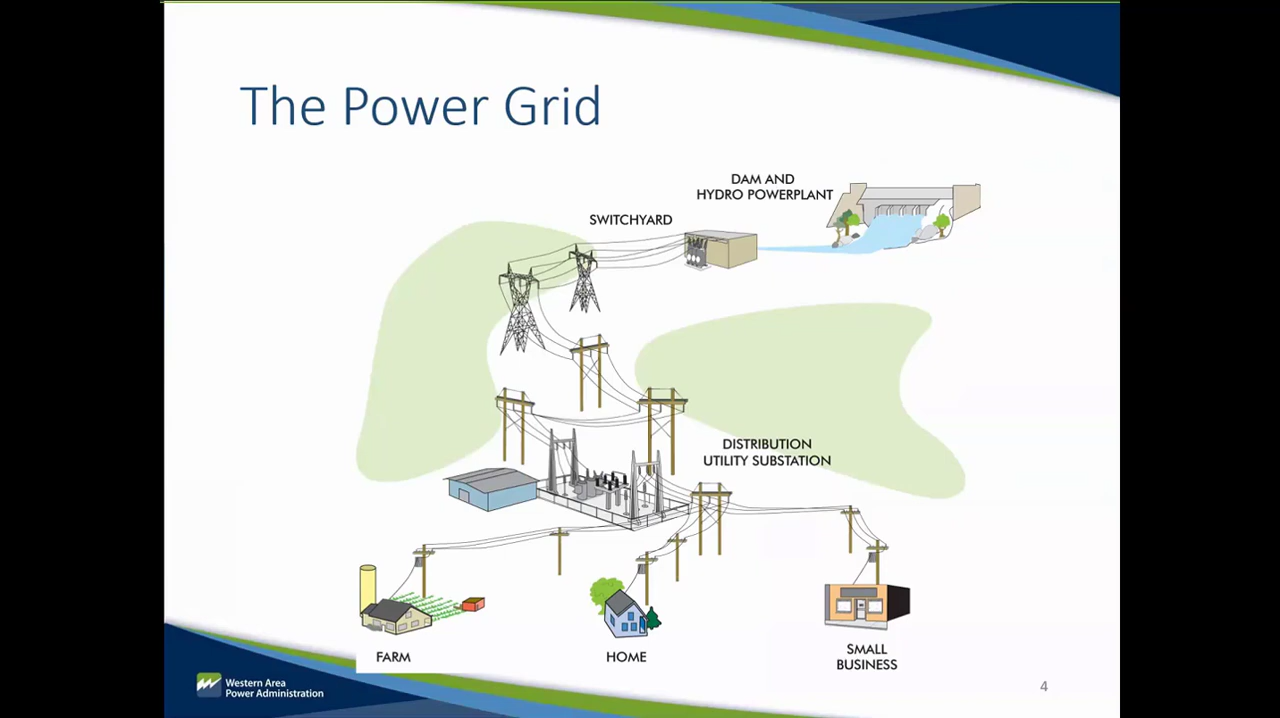 The Power Grid
DAM AND
HYDRO POWERPLANT
SWITCHYARD
DISTRIBUTION
UTILITY SUBSTATION
FARM
HOME
SMALL
BUSINESS
Western Area
Power Administration
4